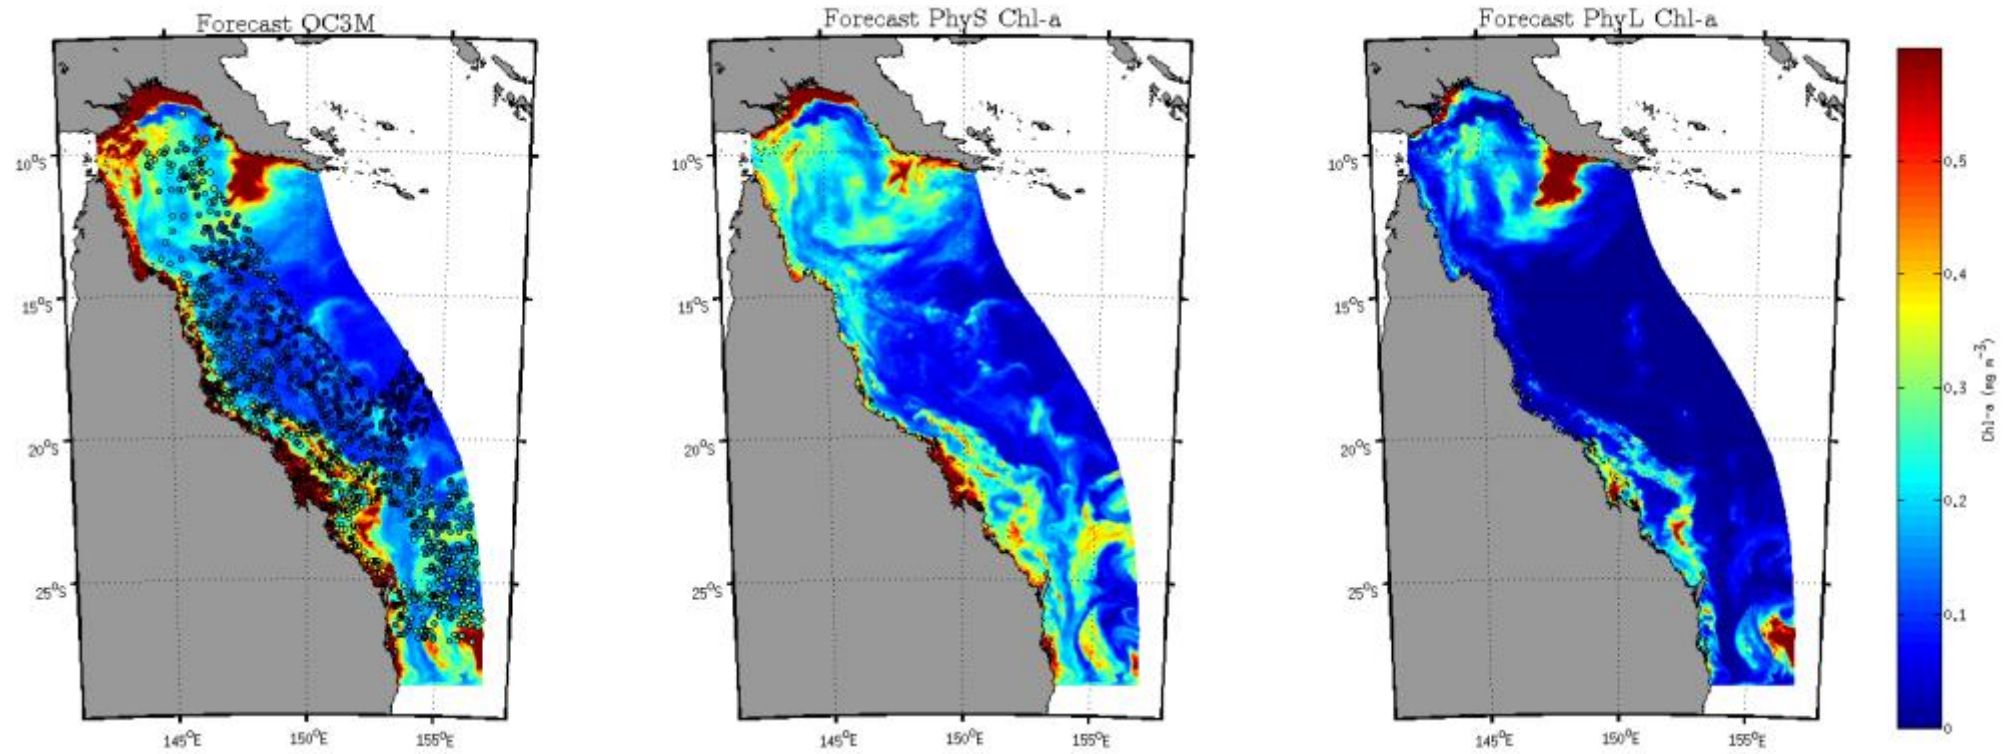 Forecast OC3M
Forecast PhyS Chl-a
Forecast PhyL Chl-a
10°S
15°S
20°S
25°S
145°E
150°E
155°E
10°S
15°S
20°S
25°S
145°E
150°E
155°E
10°S
15°S
20°S
25°S
145°E
150°E
155°E
0.5
0.4
0.3
0.2
0.1
0
Chl-a (mg m⁻³)